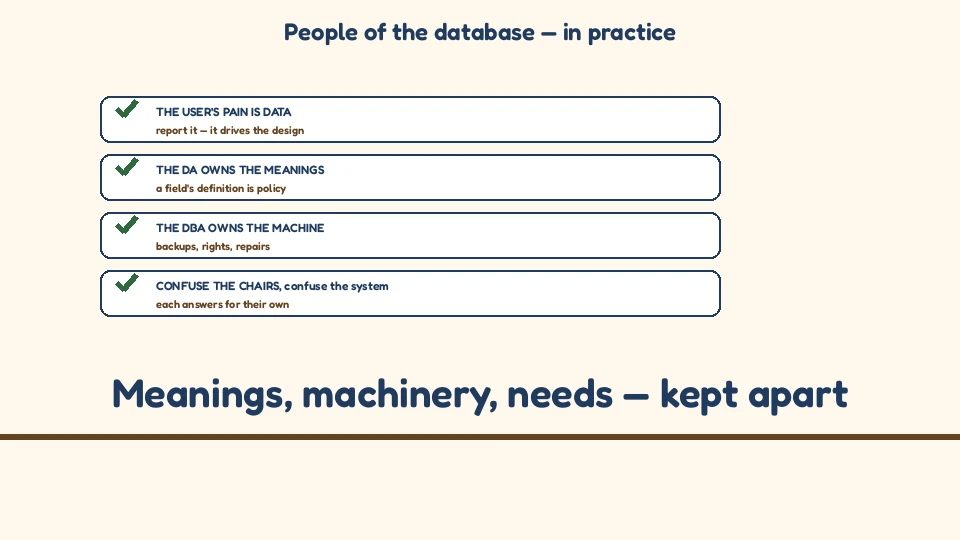 People of the database — in practice
THE USER'S PAIN IS DATA
report it — it drives the design
THE DA OWNS THE MEANINGS
a field's definition is policy
THE DBA OWNS THE MACHINE
backups, rights, repairs
CONFUSE THE CHAIRS, confuse the system
each answers for their own
Meanings, machinery, needs — kept apart